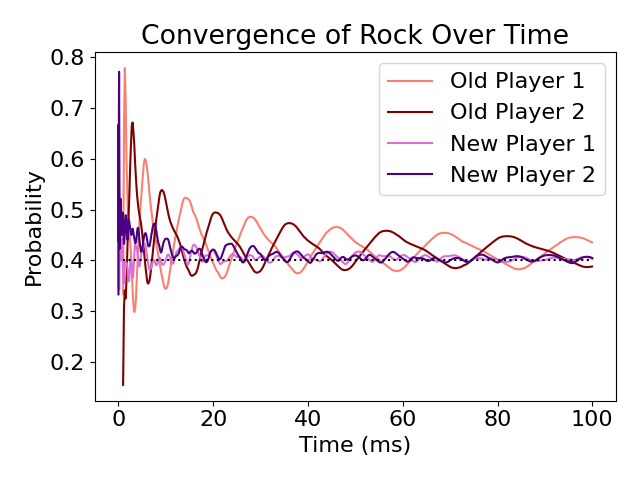 Convergence of Rock Over Time
0.8
0.7
0.6
0.5
0.4
0.3
0.2
Probability
Old Player 1
Old Player 2
New Player 1
New Player 2
0 20 40 60 80 100
Time (ms)